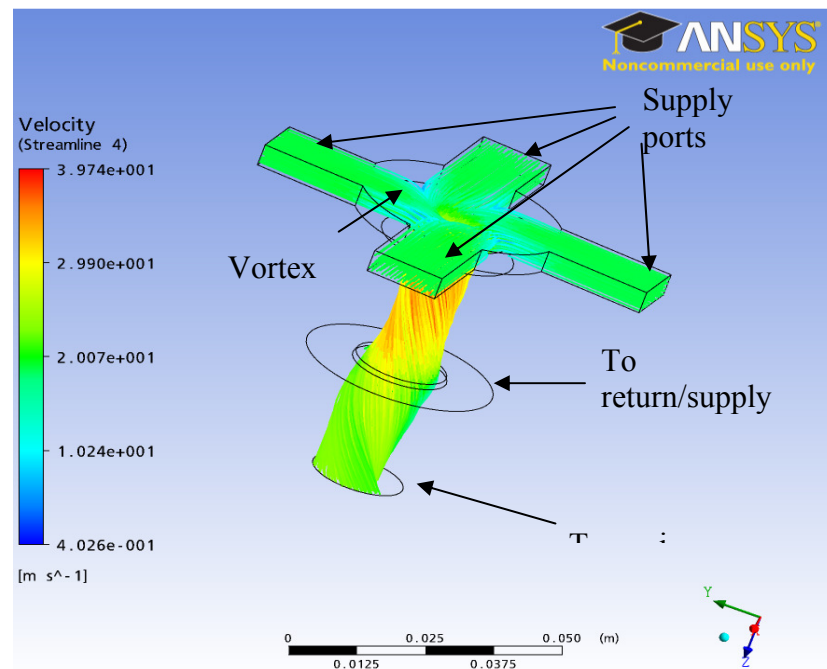 ANSYS
Noncommercial use only
Velocity
(Streamline 4)
3.974e+001
2.990e+001
2.007e+001
1.024e+001
4.026e-001
[m s^-1]
Supply
ports
Vortex
To
return/supply
0 0.025 0.050 (m)
0.0125 0.0375
Y
Z